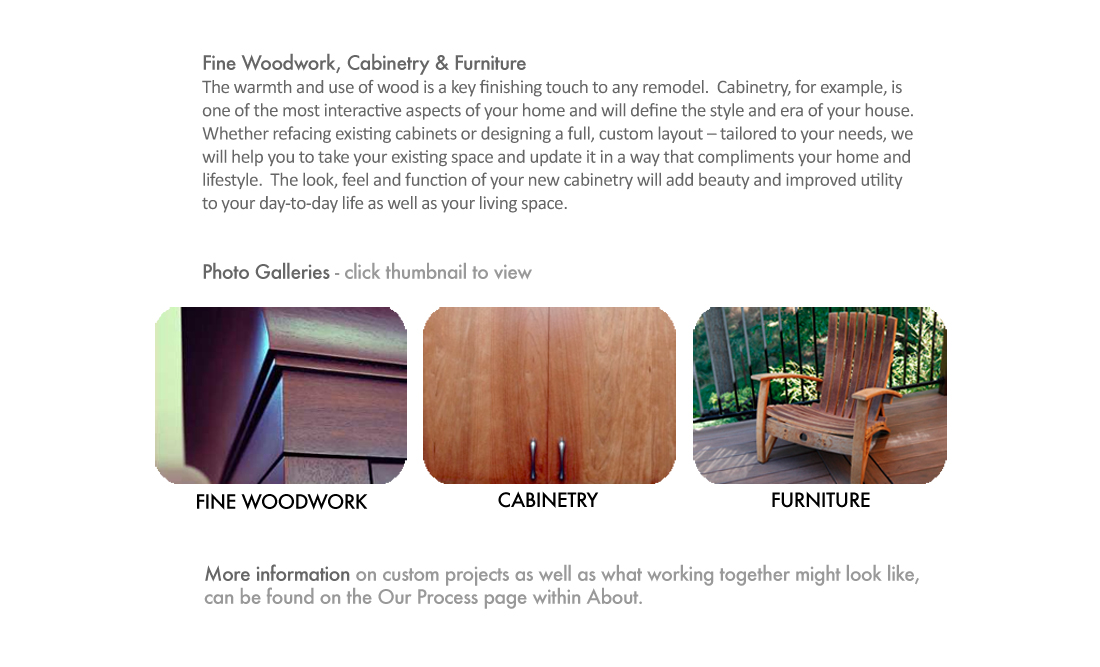 Fine Woodwork, Cabinetry & Furniture
The warmth and use of wood is a key finishing touch to any remodel.  Cabinetry, for example, is
one of the most interactive aspects of your home and will define the style and era of your house.
Whether refacing existing cabinets or designing a full, custom layout – tailored to your needs, we
will help you to take your existing space and update it in a way that compliments your home and
lifestyle.  The look, feel and function of your new cabinetry will add beauty and improved utility
to your day-to-day life as well as your living space.
Photo Galleries - click thumbnail to view
FINE WOODWORK
CABINETRY
FURNITURE
More information on custom projects as well as what working together might look like,
can be found on the Our Process page within About.